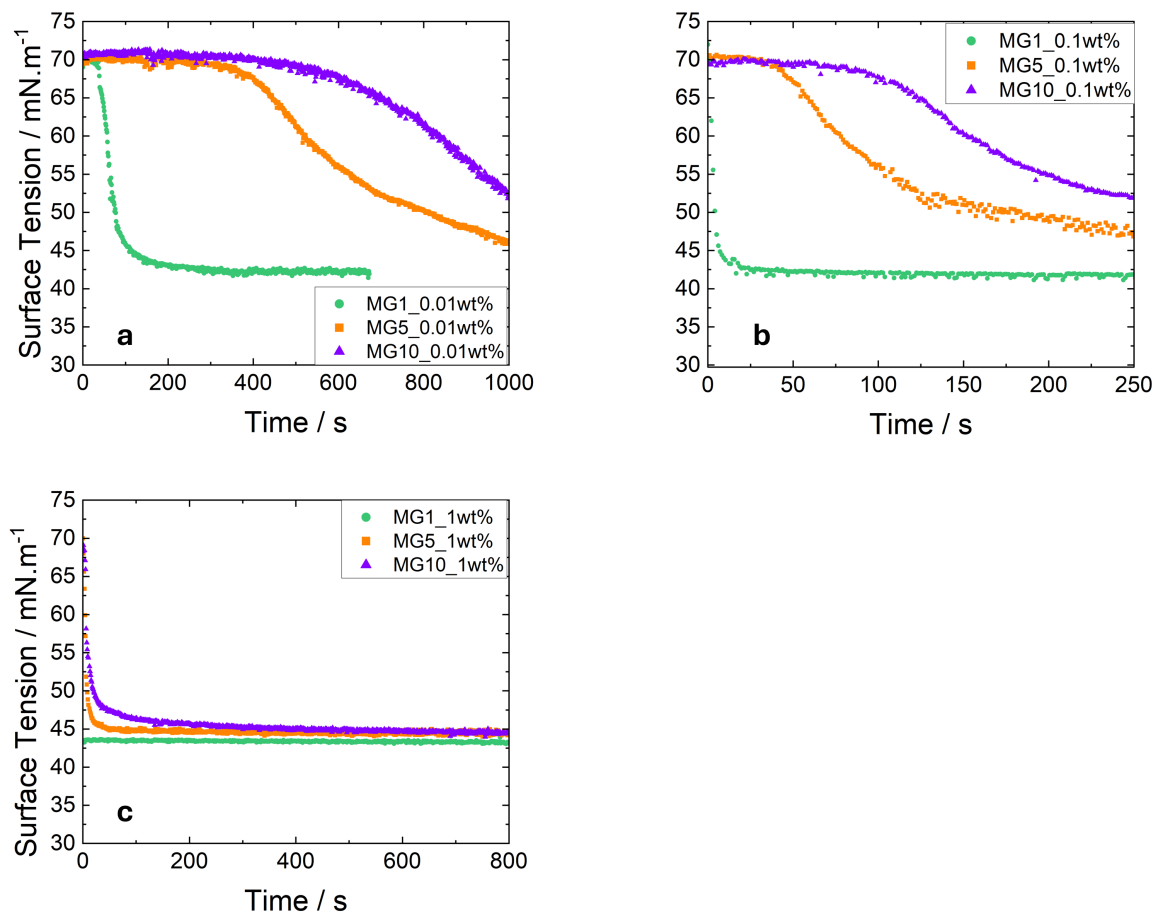 75
70
65
60
55
50
45
40
35
30
Surface Tension / mN.m⁻¹
MG1_0.01wt%
MG5_0.01wt%
MG10_0.01wt%
a
0 200 400 600 800 1000
Time / s
75
70
65
60
55
50
45
40
35
30
MG1_0.1wt%
MG5_0.1wt%
MG10_0.1wt%
b
0 50 100 150 200 250
Time / s
75
70
65
60
55
50
45
40
35
30
Surface Tension / mN.m⁻¹
MG1_1wt%
MG5_1wt%
MG10_1wt%
c
0 200 400 600 800
Time / s